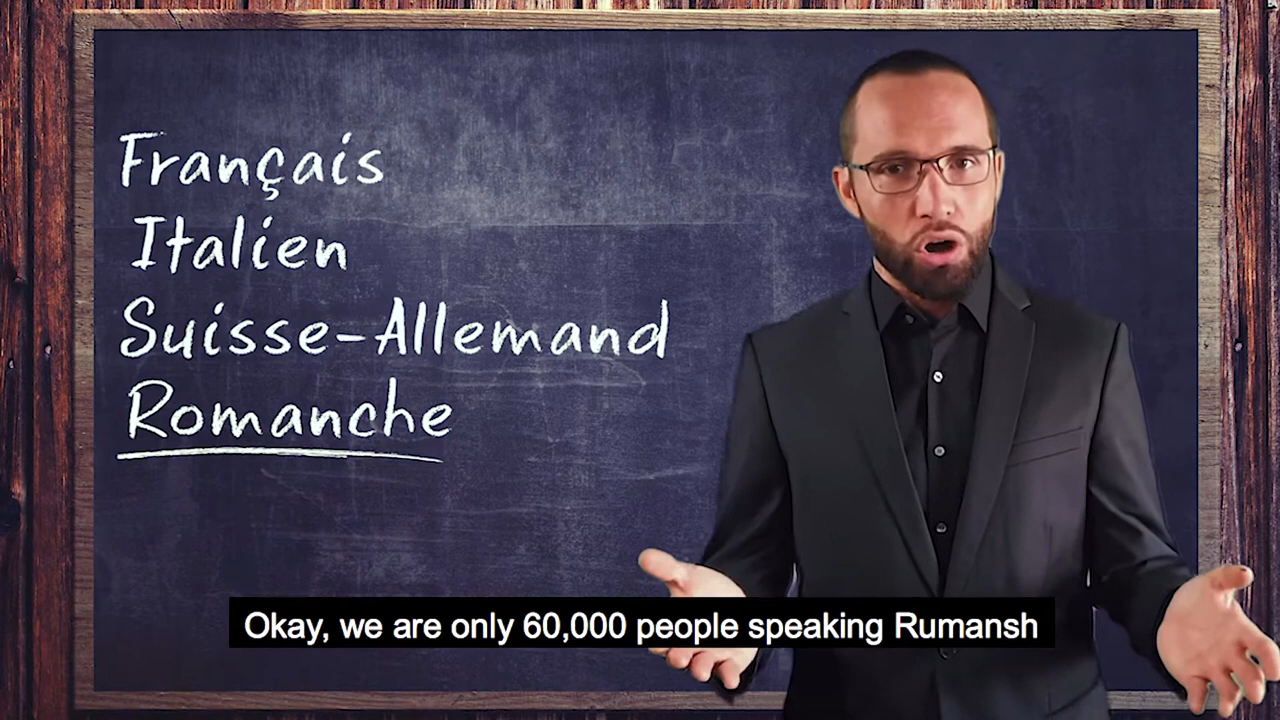 Français
Italien
Suisse-Allemand
Romanche
Okay, we are only 60,000 people speaking Rumansh